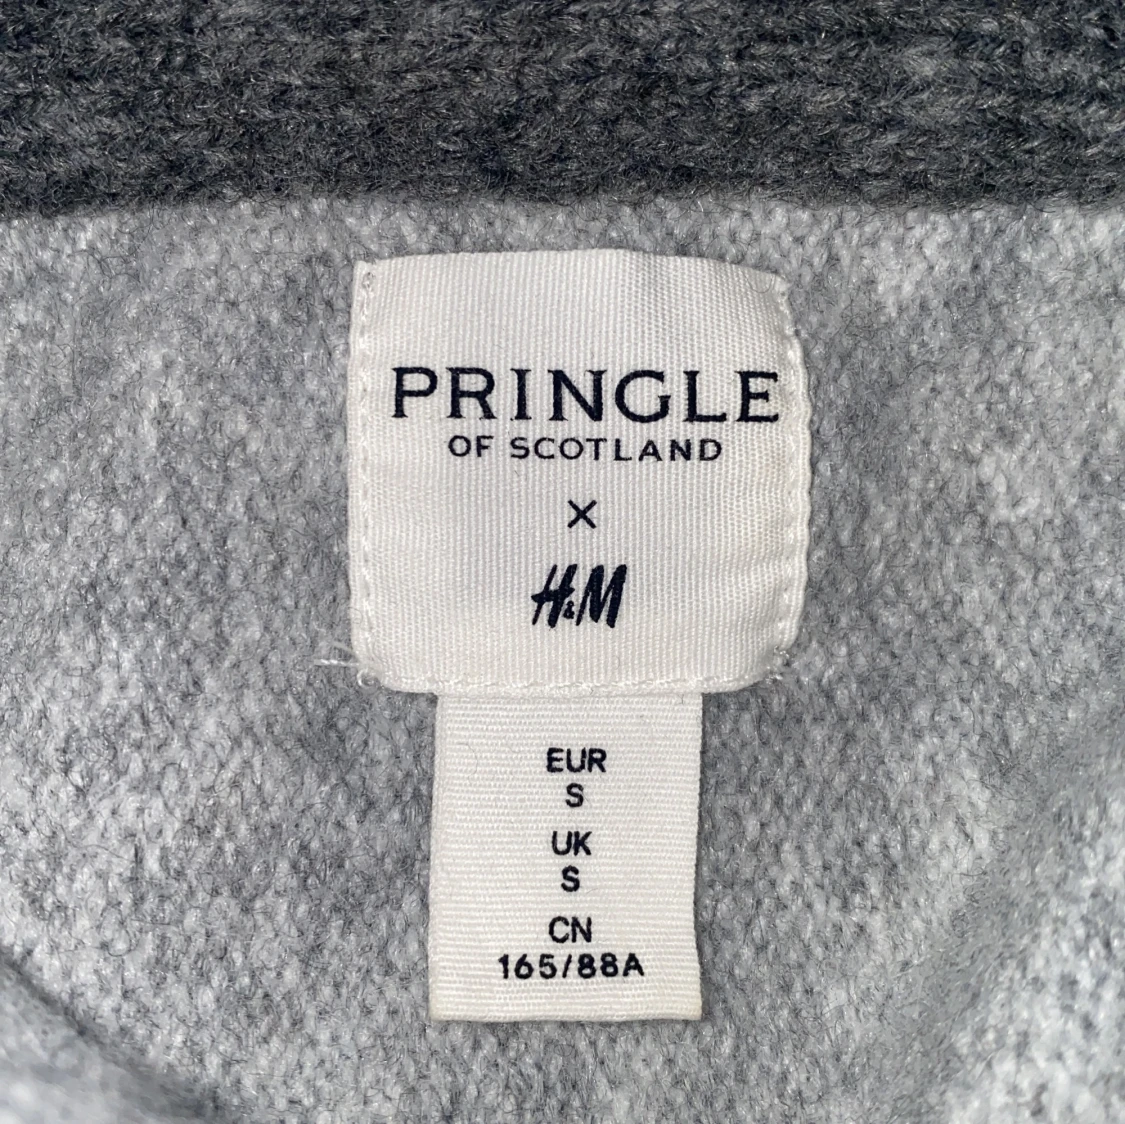 PRINGLE
OF SCOTLAND
×
H&M
EUR
S
UK
S
CN
165/88A